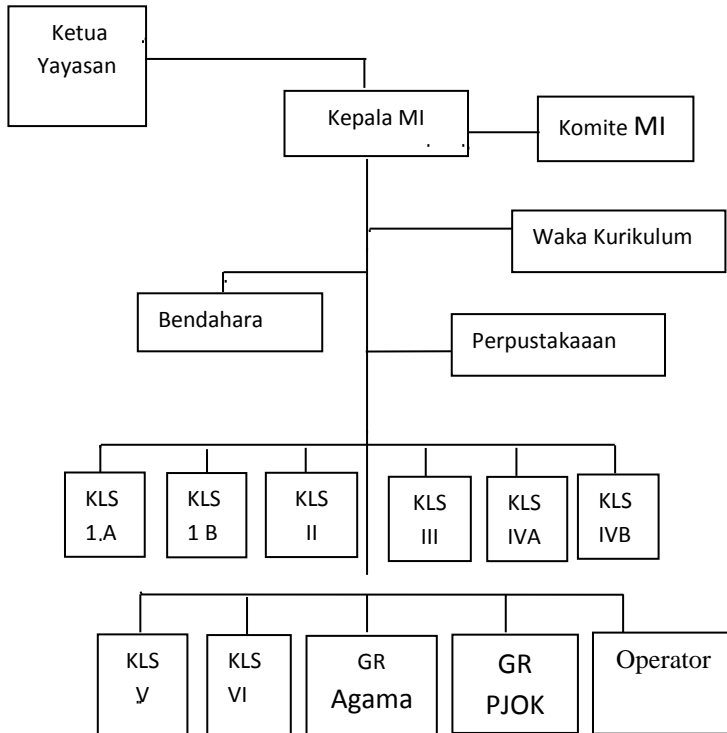 Ketua
Yayasan
Kepala MI
Komite MI
Waka Kurikulum
Bendahara
Perpustakaaan
KLS
1.A
KLS
1 B
KLS
II
KLS
III
KLS
IVA
KLS
IVB
KLS
V
KLS
VI
GR
Agama
GR
PJOK
Operator